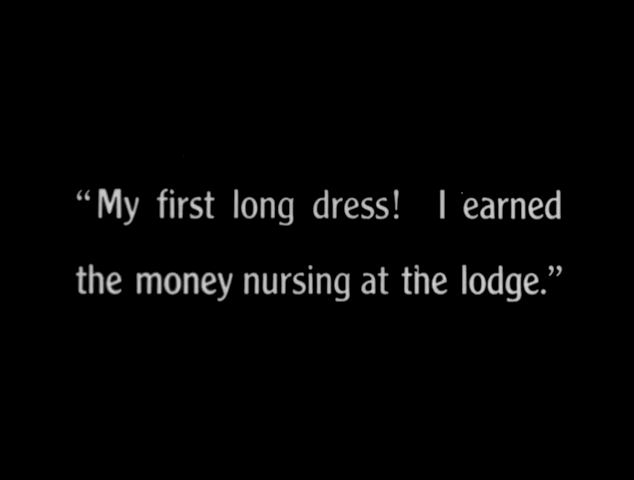 “My first long dress! I earned
the money nursing at the lodge.”